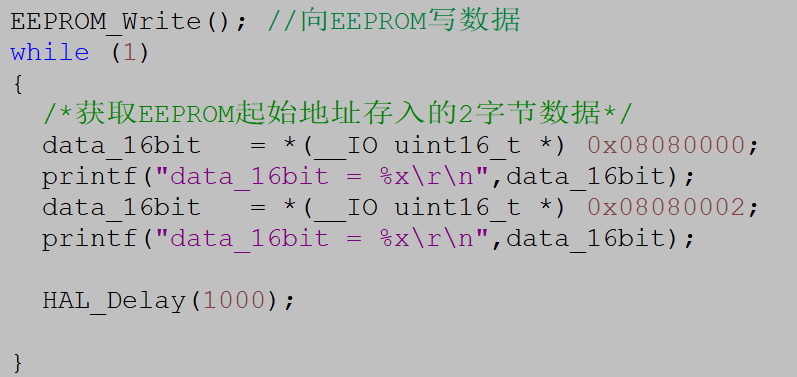 EEPROM_Write(); //向EEPROM写数据
while (1)
{
/*获取EEPROM起始地址存入的2字节数据*/
data_16bit   = *(__IO uint16_t *) 0x08080000;
printf("data_16bit = %x\r\n",data_16bit);
data_16bit   = *(__IO uint16_t *) 0x08080002;
printf("data_16bit = %x\r\n",data_16bit);
HAL_Delay(1000);
}